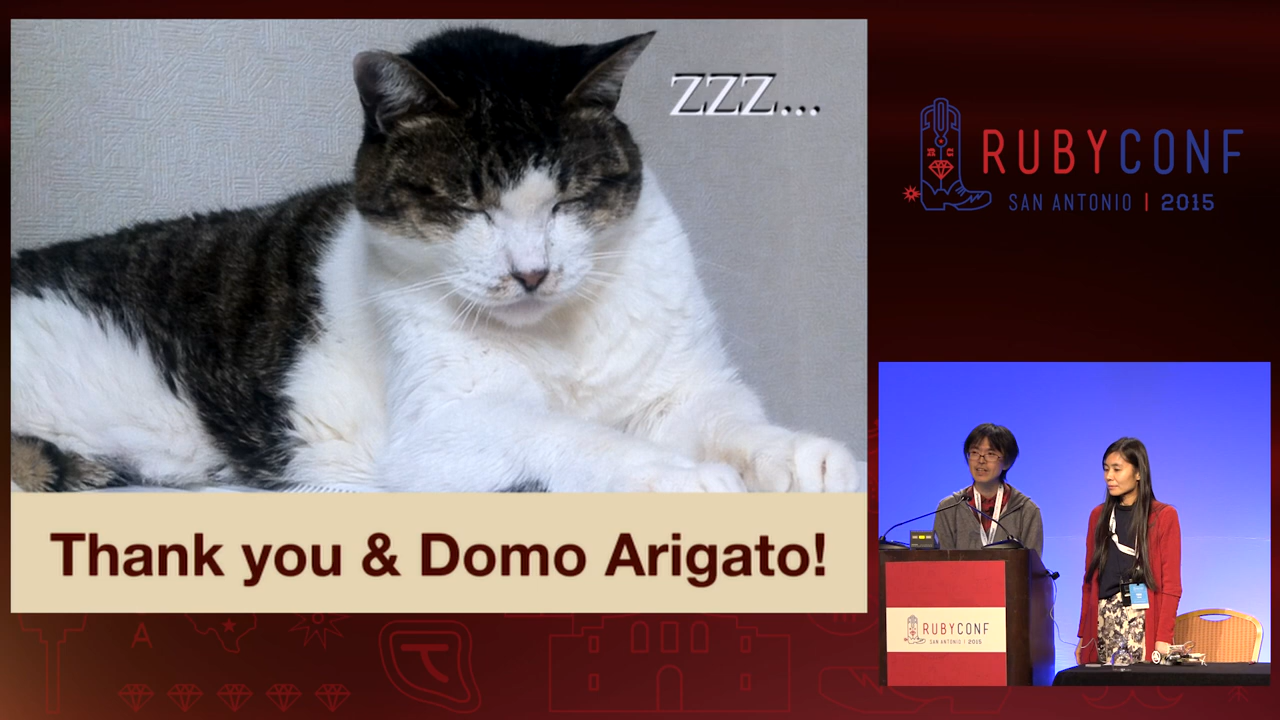 ZZZ...
RUBYCONF
SAN ANTONIO | 2015
Thank you & Domo Arigato!
RUBYCONF
SAN ANTONIO | 2015
A